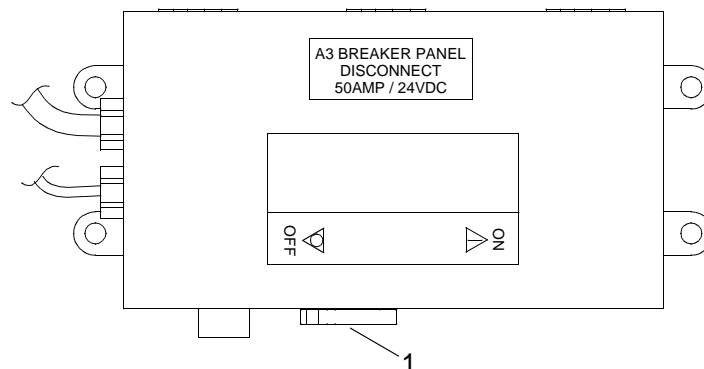 A3 BREAKER PANEL
DISCONNECT
50AMP / 24VDC
OFF
ON
1